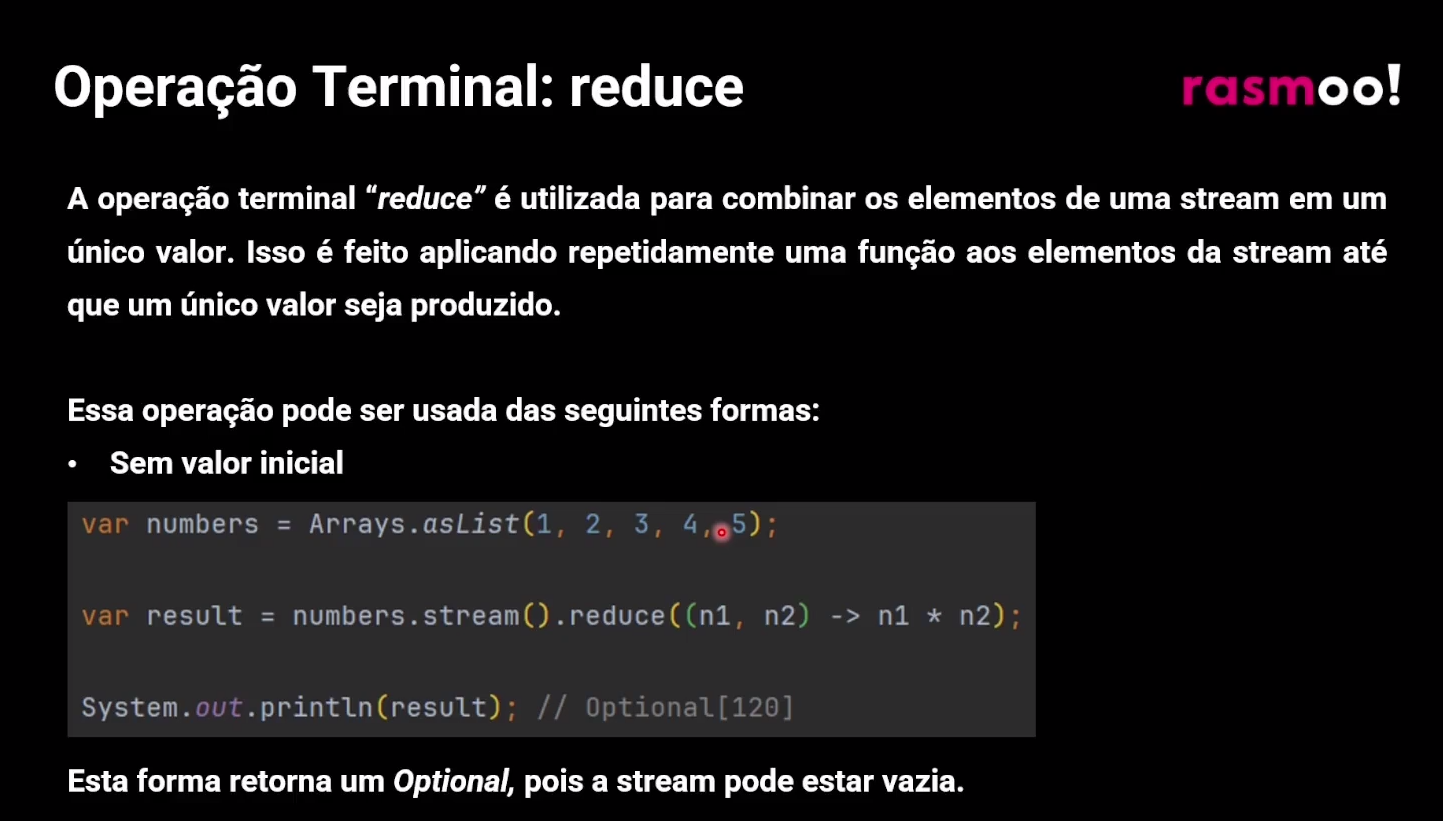 Operação Terminal: reduce
rasmoo!
A operação terminal “reduce” é utilizada para combinar os elementos de uma stream em um
único valor. Isso é feito aplicando repetidamente uma função aos elementos da stream até
que um único valor seja produzido.
Essa operação pode ser usada das seguintes formas:
• Sem valor inicial
var numbers = Arrays.asList(1, 2, 3, 4, 5);
var result = numbers.stream().reduce((n1, n2) -> n1 * n2);
System.out.println(result); // Optional[120]
Esta forma retorna um Optional, pois a stream pode estar vazia.